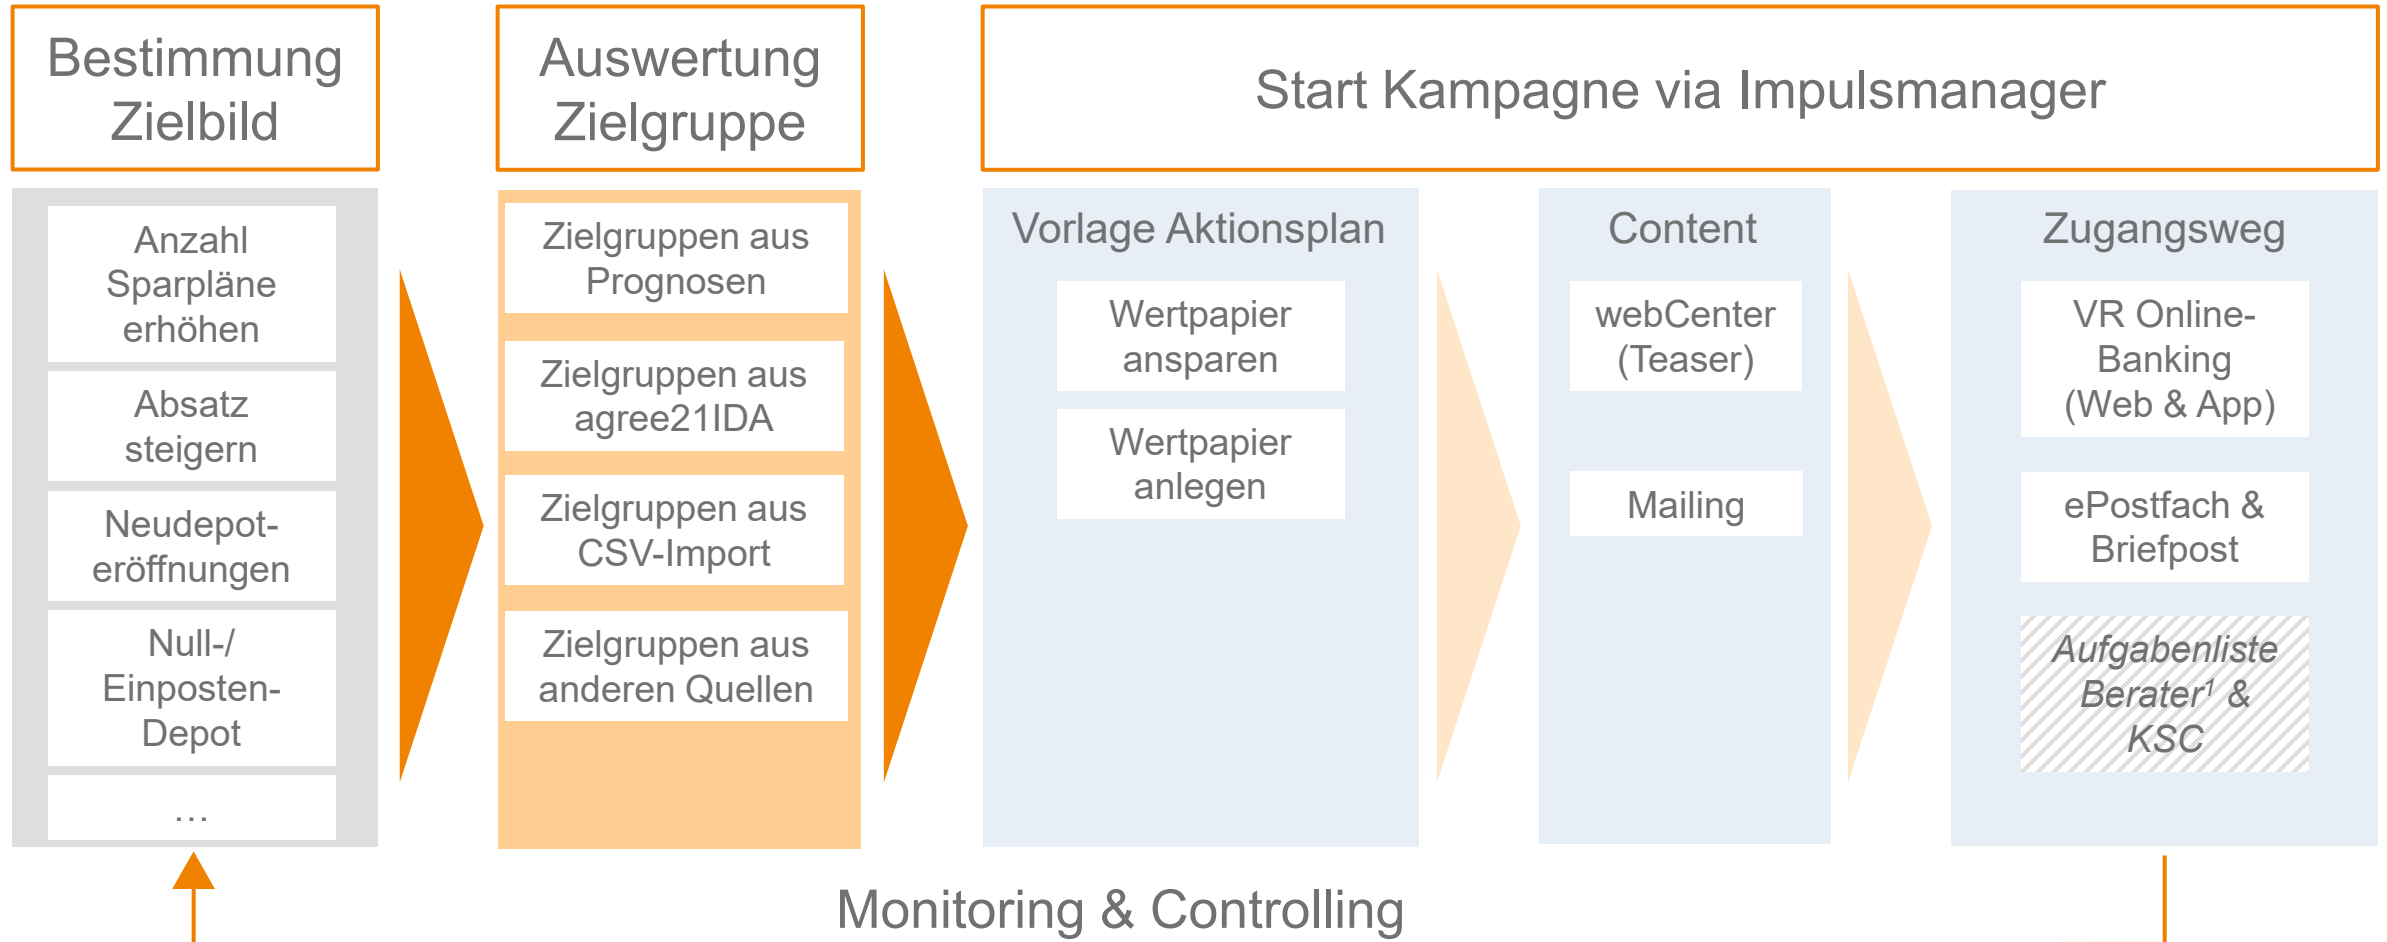 Bestimmung
Zielbild
Auswertung
Zielgruppe
Start Kampagne via Impulsmanager
Anzahl
Sparpläne
erhöhen
Absatz
steigern
Neudepot-
eröffnungen
Null-/
Einposten-
Depot
…
Zielgruppen aus
Prognosen
Zielgruppen aus
agree21IDA
Zielgruppen aus
CSV-Import
Zielgruppen aus
anderen Quellen
Vorlage Aktionsplan
Wertpapier
ansparen
Wertpapier
anlegen
Content
webCenter
(Teaser)
Mailing
Zugangsweg
VR Online-
Banking
(Web & App)
ePostfach &
Briefpost
Aufgabenliste
Berater¹ &
KSC
Monitoring & Controlling